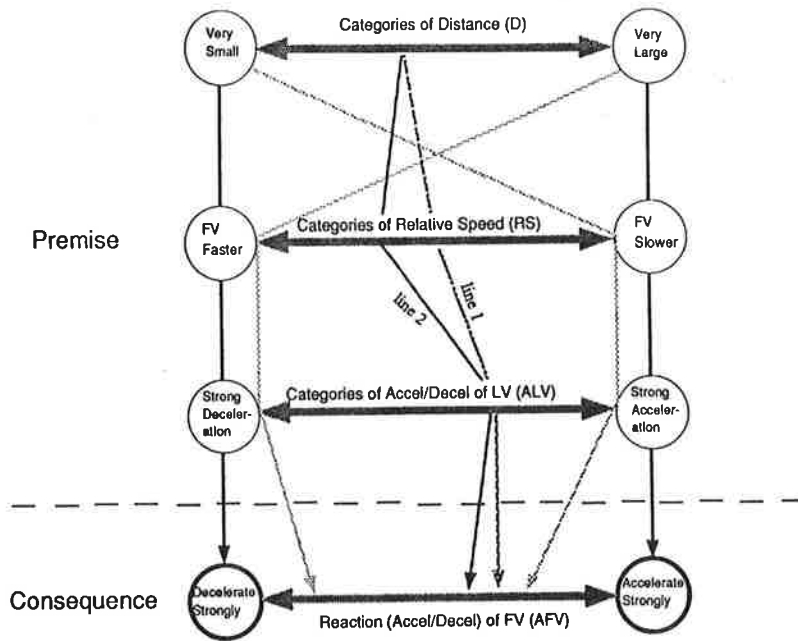 Categories of Distance (D)
Very
Small
Very
Large
Premise
FV
Faster
Categories of Relative Speed (RS)
FV
Slower
line 2
line 1
Strong
Deceler-
ation
Categories of Accel/Decel of LV (ALV)
Strong
Acceler-
ation
Consequence
Decelerate
Strongly
Reaction (Accel/Decel) of FV (AFV)
Accelerate
Strongly